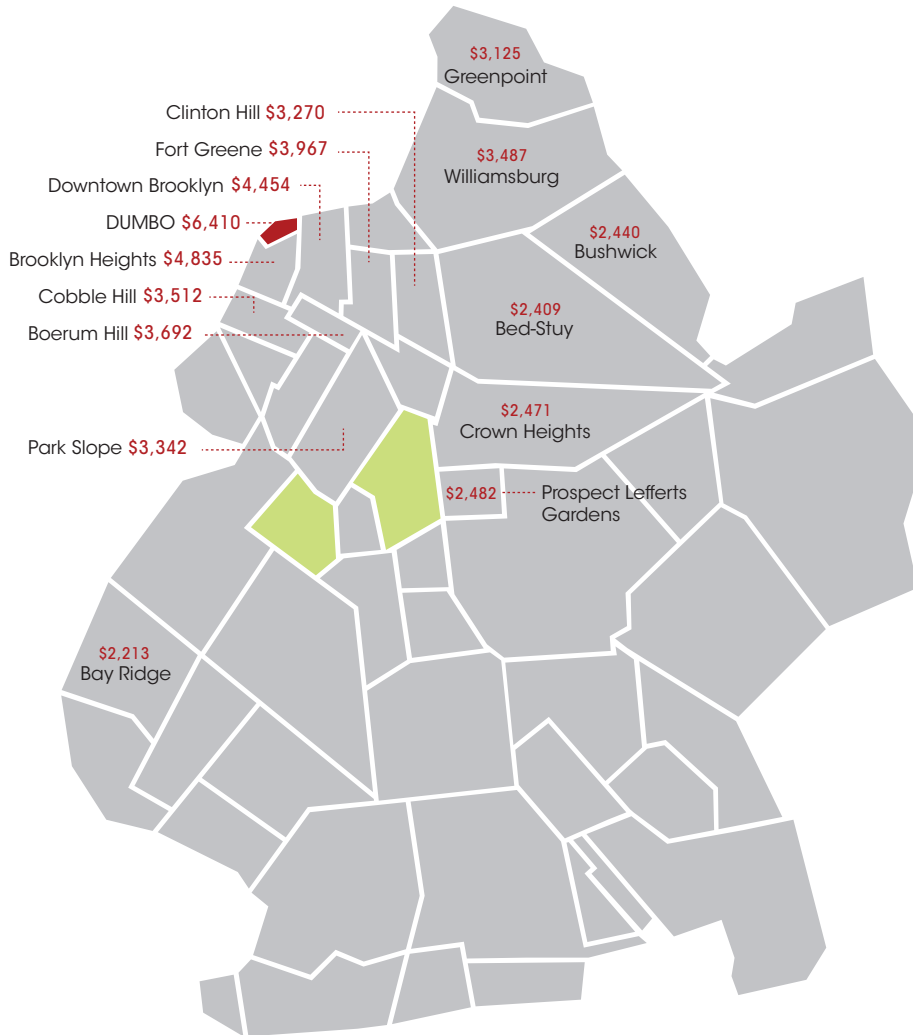 $3,125
Greenpoint
Clinton Hill $3,270
Fort Greene $3,967
$3,487
Williamsburg
Downtown Brooklyn $4,454
DUMBO $6,410
$2,440
Bushwick
Brooklyn Heights $4,835
Cobble Hill $3,512
$2,409
Bed-Stuy
Boerum Hill $3,692
$2,471
Crown Heights
Park Slope $3,342
$2,482 Prospect Lefferts
Gardens
$2,213
Bay Ridge